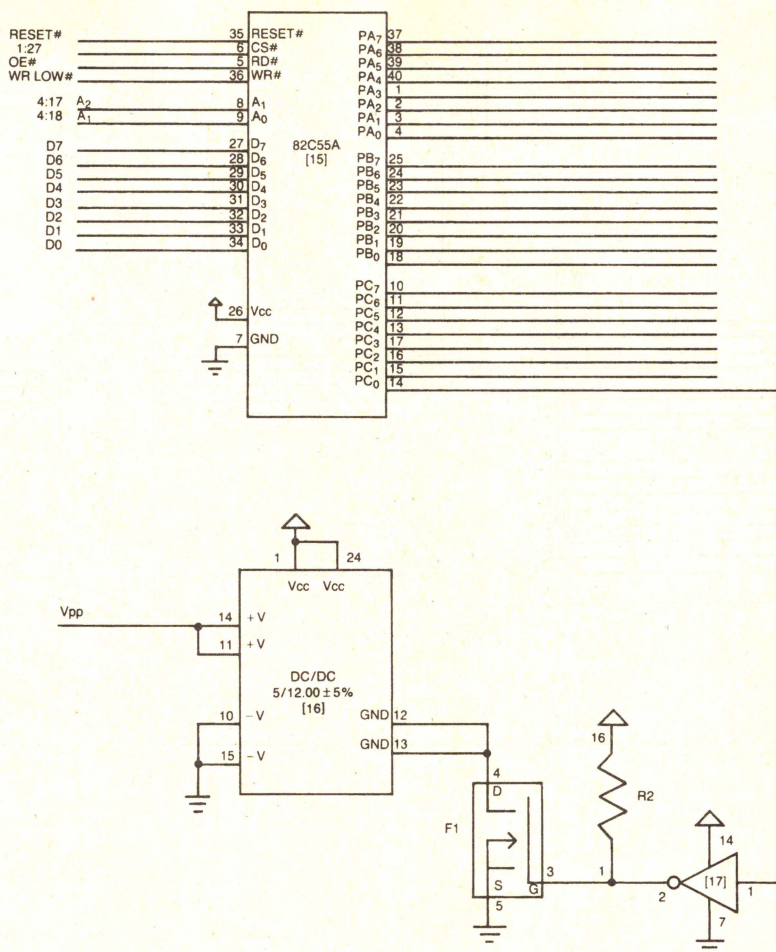 RESET# 35 RESET# PA7 37
1:27 6 CS# PA6 38
OE# 5 RD# PA5 39
WR LOW# 36 WR# PA4 40
PA3 1
4:17 A2 8 A1 PA2 2
4:18 A1 9 A0 PA1 3
PA0 4
82C55A
[15]
D7 27 D7 PB7 25
D6 28 D6 PB6 24
D5 29 D5 PB5 23
D4 30 D4 PB4 22
D3 31 D3 PB3 21
D2 32 D2 PB2 20
D1 33 D1 PB1 19
D0 34 D0 PB0 18
PC7 10
PC6 11
26 Vcc PC5 12
PC4 13
7 GND PC3 17
PC2 16
PC1 15
PC0 14
1 24
Vcc Vcc
Vpp 14 +V
11 +V
DC/DC
5/12.00±5%
[16]
10 −V GND 12
15 −V GND 13
16
4
D
R2
F1
14
3 1 [17] 1
S G 2
5 7